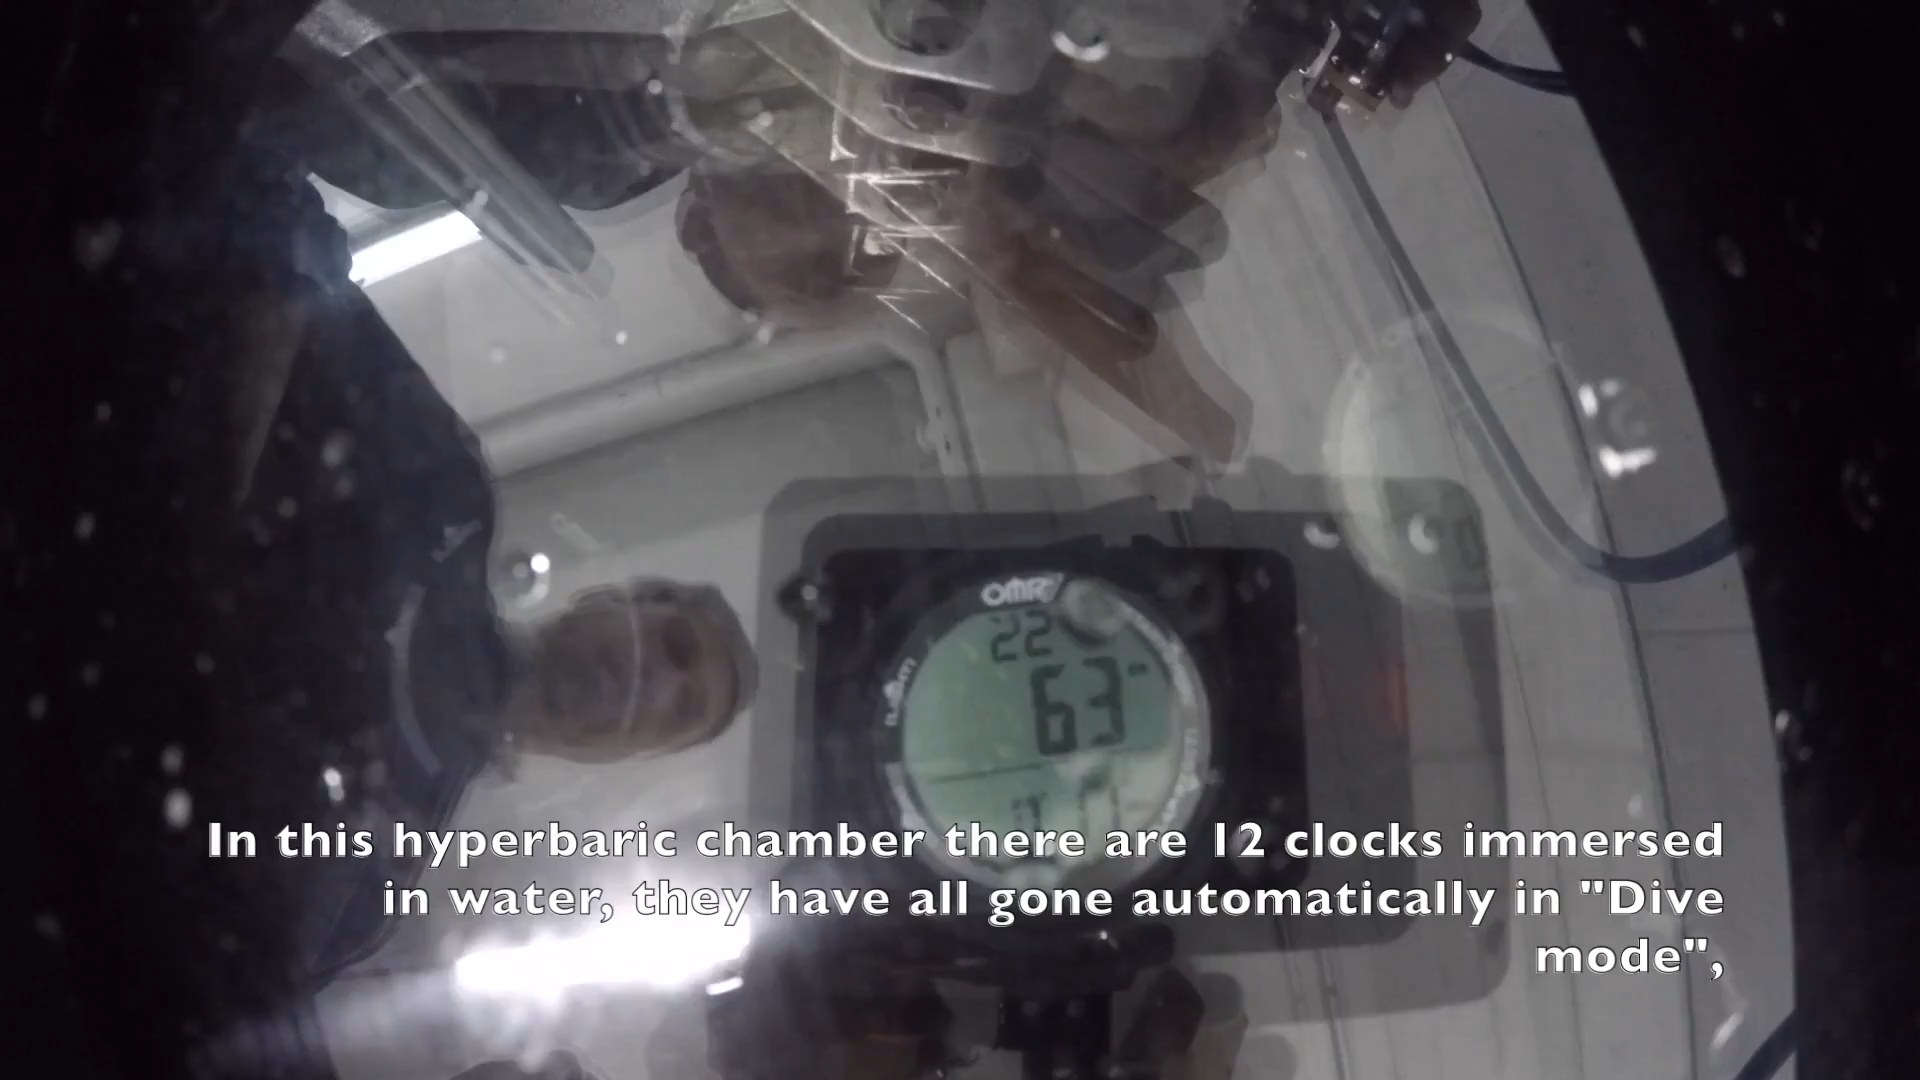 OMR
22
63
In this hyperbaric chamber there are 12 clocks immersed
in water, they have all gone automatically in "Dive
mode",